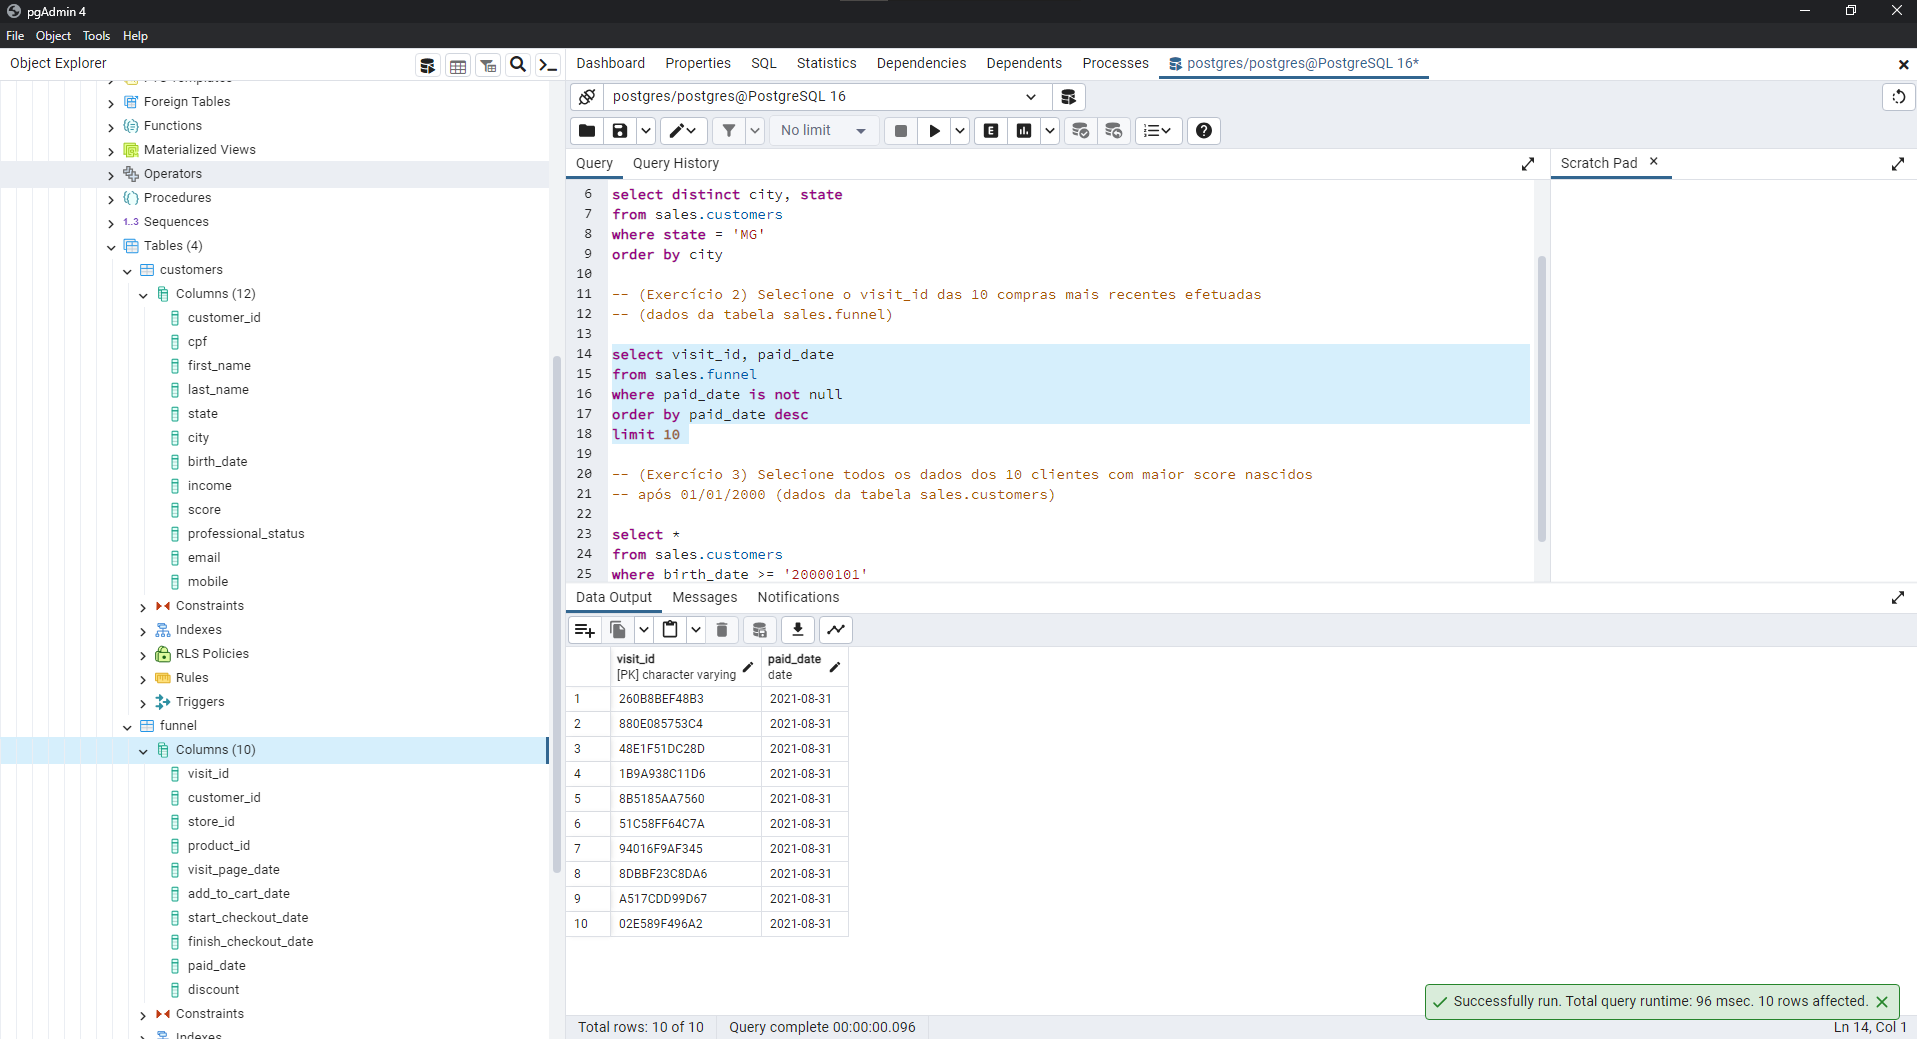 pgAdmin 4
File Object Tools Help
Object Explorer
Foreign Tables
Functions
Materialized Views
Operators
Procedures
1..3 Sequences
Tables (4)
customers
Columns (12)
customer_id
cpf
first_name
last_name
state
city
birth_date
income
score
professional_status
email
mobile
Constraints
Indexes
RLS Policies
Rules
Triggers
funnel
Columns (10)
visit_id
customer_id
store_id
product_id
visit_page_date
add_to_cart_date
start_checkout_date
finish_checkout_date
paid_date
discount
Constraints
Indexes
Dashboard Properties SQL Statistics Dependencies Dependents Processes postgres/postgres@PostgreSQL 16*
postgres/postgres@PostgreSQL 16
No limit
E
Query Query History
Scratch Pad
6 select distinct city, state
7 from sales.customers
8 where state = 'MG'
9 order by city
10
11 -- (Exercício 2) Selecione o visit_id das 10 compras mais recentes efetuadas
12 -- (dados da tabela sales.funnel)
13
14 select visit_id, paid_date
15 from sales.funnel
16 where paid_date is not null
17 order by paid_date desc
18 limit 10
19
20 -- (Exercício 3) Selecione todos os dados dos 10 clientes com maior score nascidos
21 -- após 01/01/2000 (dados da tabela sales.customers)
22
23 select *
24 from sales.customers
25 where birth_date >= '20000101'
Data Output Messages Notifications
visit_id paid_date
[PK] character varying date
1 260B8BEF48B3 2021-08-31
2 880E085753C4 2021-08-31
3 48E1F51DC28D 2021-08-31
4 1B9A938C11D6 2021-08-31
5 8B5185AA7560 2021-08-31
6 51C58FF64C7A 2021-08-31
7 94016F9AF345 2021-08-31
8 8DBBF23C8DA6 2021-08-31
9 A517CDD99D67 2021-08-31
10 02E589F496A2 2021-08-31
Successfully run. Total query runtime: 96 msec. 10 rows affected.
Total rows: 10 of 10 Query complete 00:00:00.096 Ln 14, Col 1